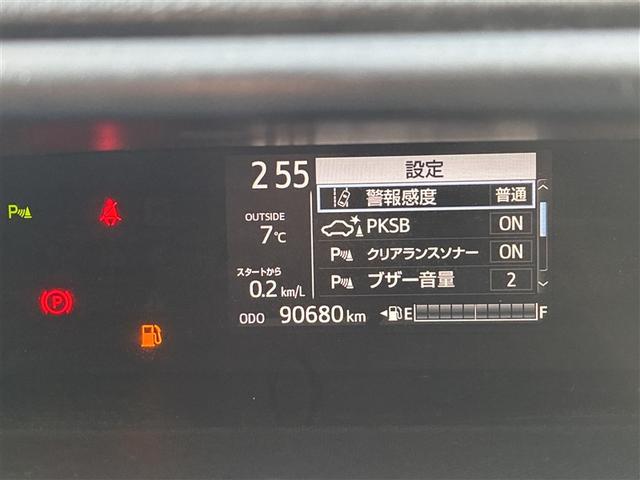 2 55
設定
警報感度 普通
PKSB ON
P クリアランスソナー ON
P ブザー音量 2
OUTSIDE
7℃
スタートから
0.2 km/L
ODO 90680 km E F
P
P